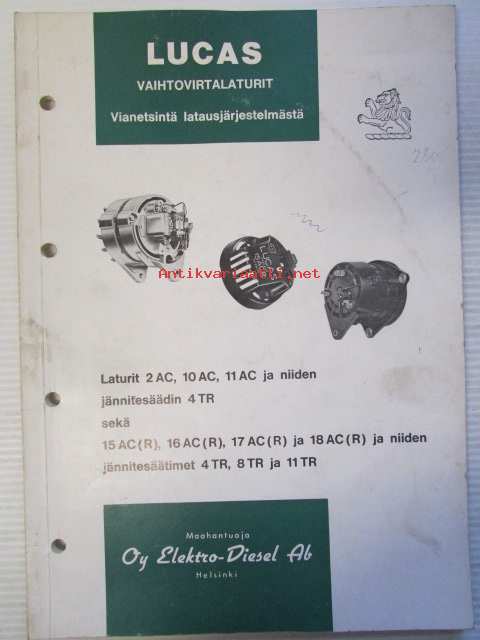 LUCAS
VAIHTOVIRTALATURIT
Vianetsintä latausjärjestelmästä
LUCAS
Antikvariaatti.net
Laturit 2 AC, 10 AC, 11 AC ja niiden
jännitesäädin 4 TR
sekä
15 AC (R), 16 AC (R), 17 AC (R) ja 18 AC (R) ja niiden
jännitesäätimet 4 TR, 8 TR ja 11 TR
Maahantuoja
Oy Elektro-Diesel Ab
Helsinki